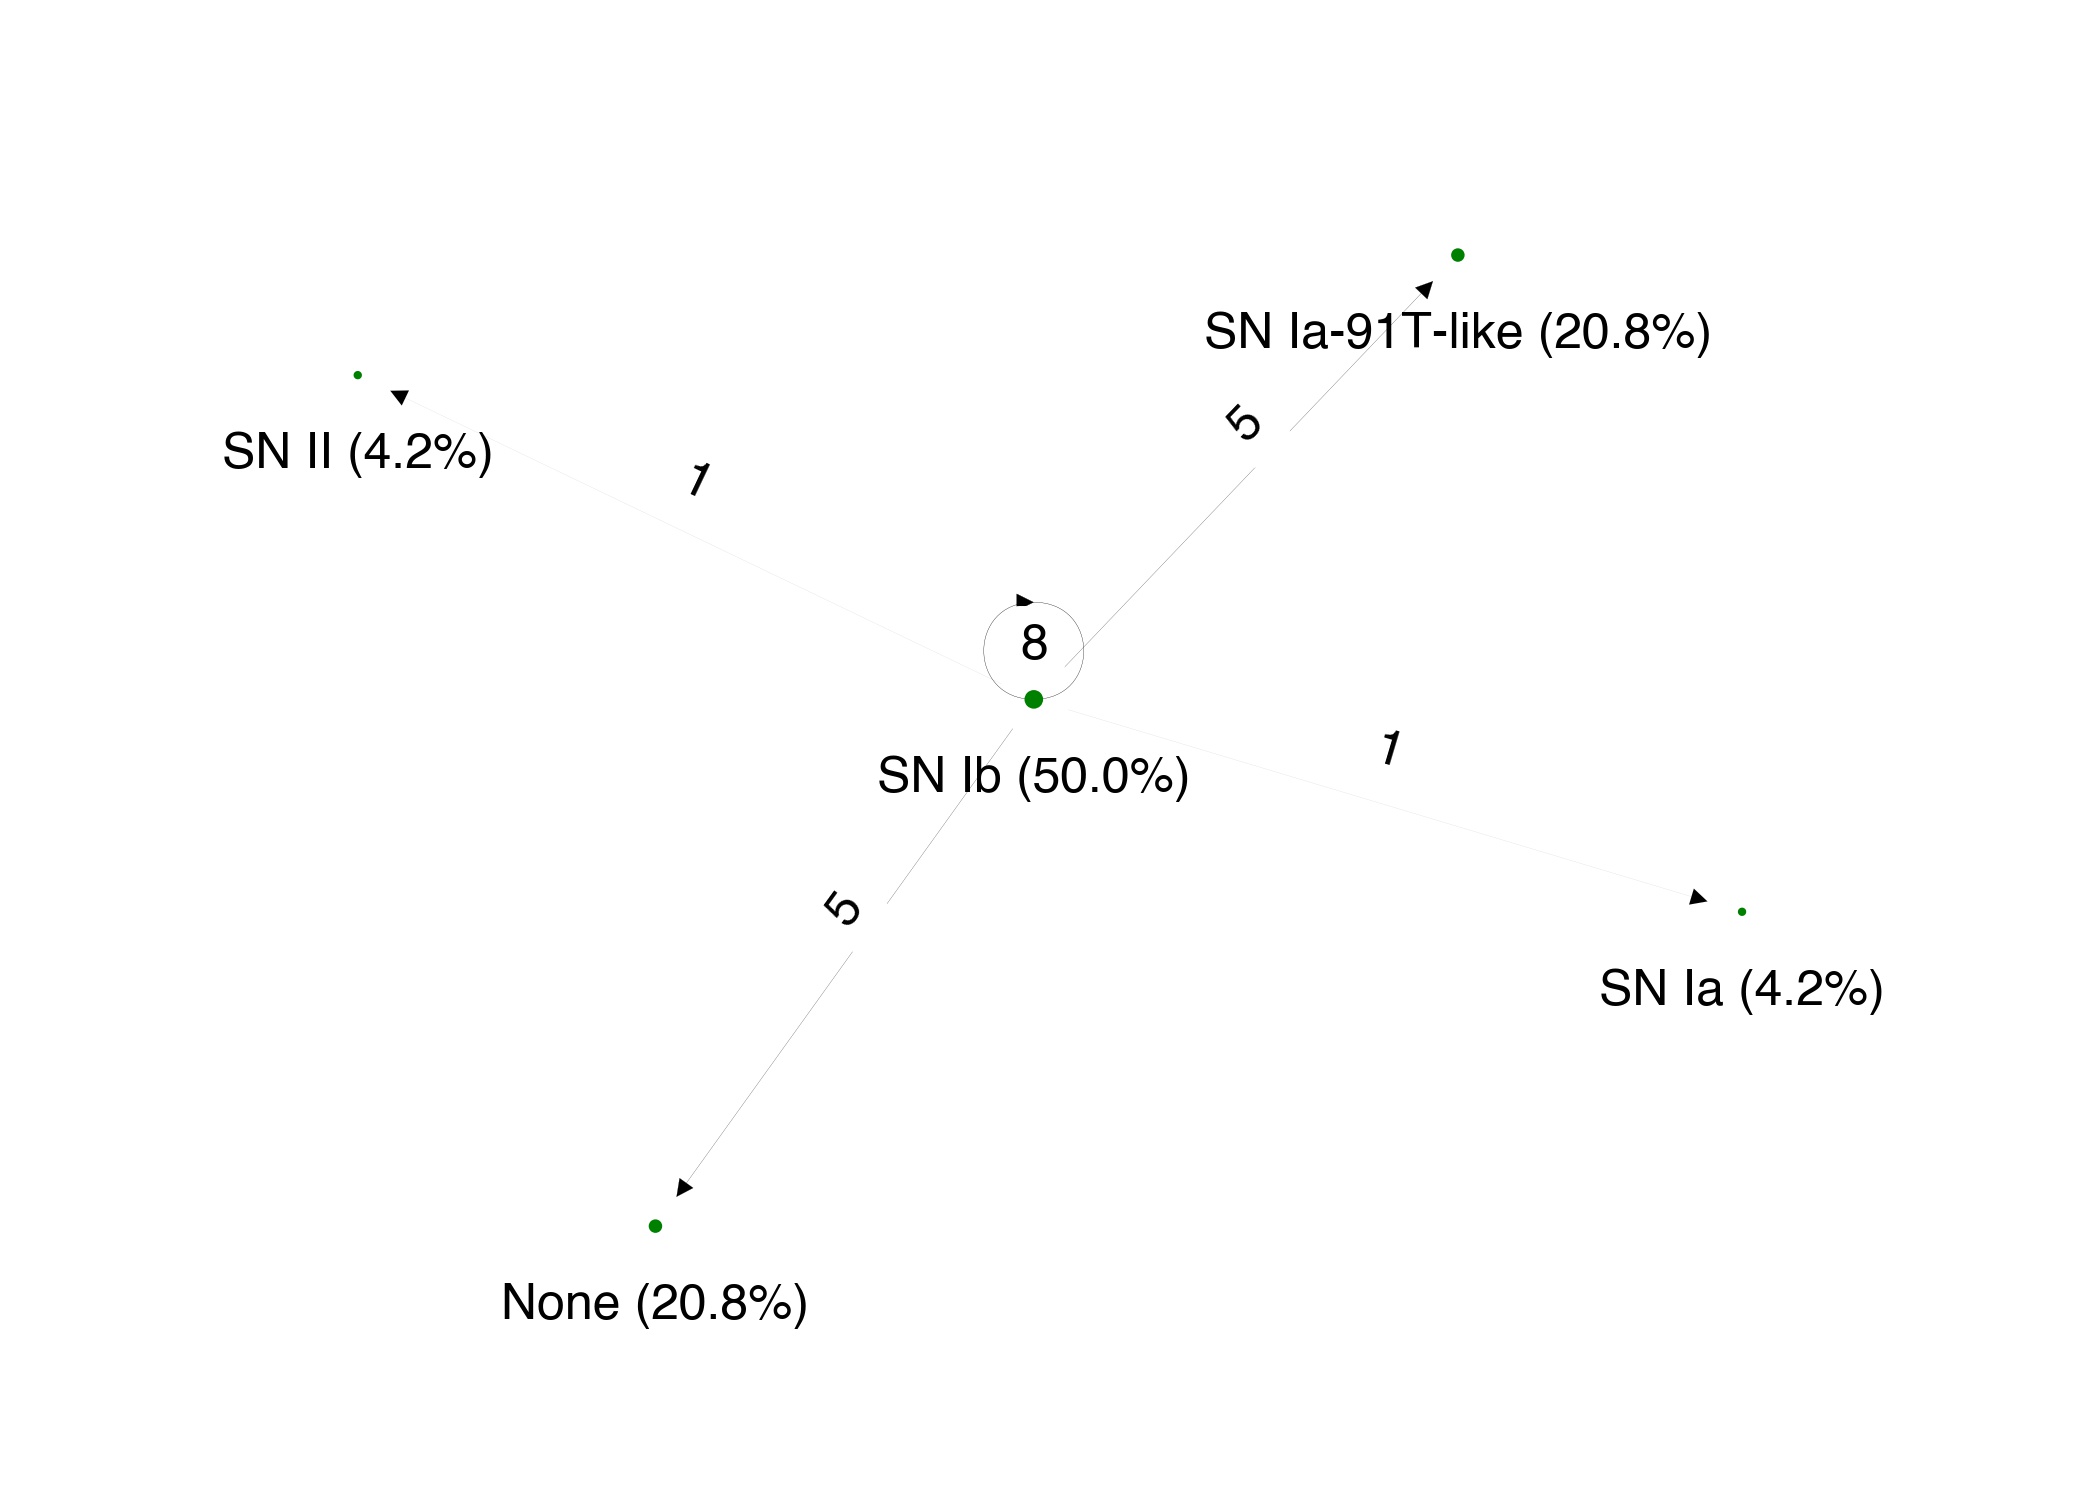 SN Ia-91T-like (20.8%)
5
SN II (4.2%)
1
8
SN Ib (50.0%)
1
5
SN Ia (4.2%)
None (20.8%)